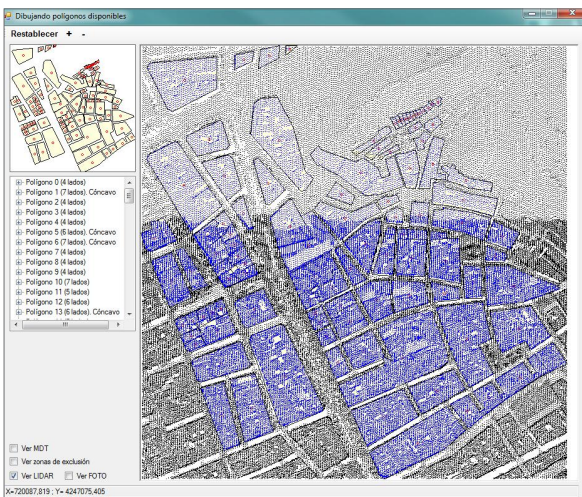 Dibujando polígonos disponibles
Restablecer + -
Polígono 0 (4 lados)
Polígono 1 (7 lados). Cóncavo
Polígono 2 (4 lados)
Polígono 3 (4 lados)
Polígono 4 (4 lados)
Polígono 5 (6 lados). Cóncavo
Polígono 6 (7 lados). Cóncavo
Polígono 7 (4 lados)
Polígono 8 (4 lados)
Polígono 9 (4 lados)
Polígono 10 (7 lados)
Polígono 11 (5 lados)
Polígono 12 (6 lados)
Polígono 13 (6 lados). Cóncavo
Ver MDT
Ver zonas de exclusión
Ver LIDAR Ver FOTO
X=720087,819 ; Y= 4247075,405